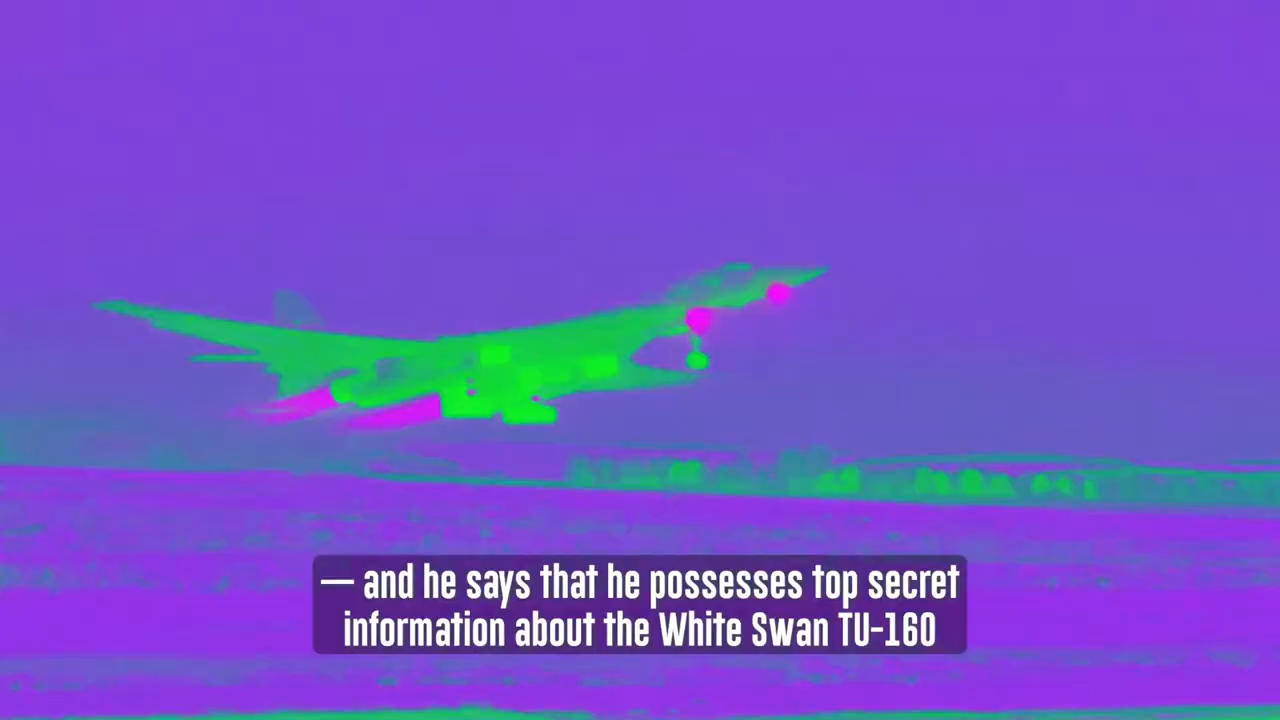 — and he says that he possesses top secret
information about the White Swan TU-160